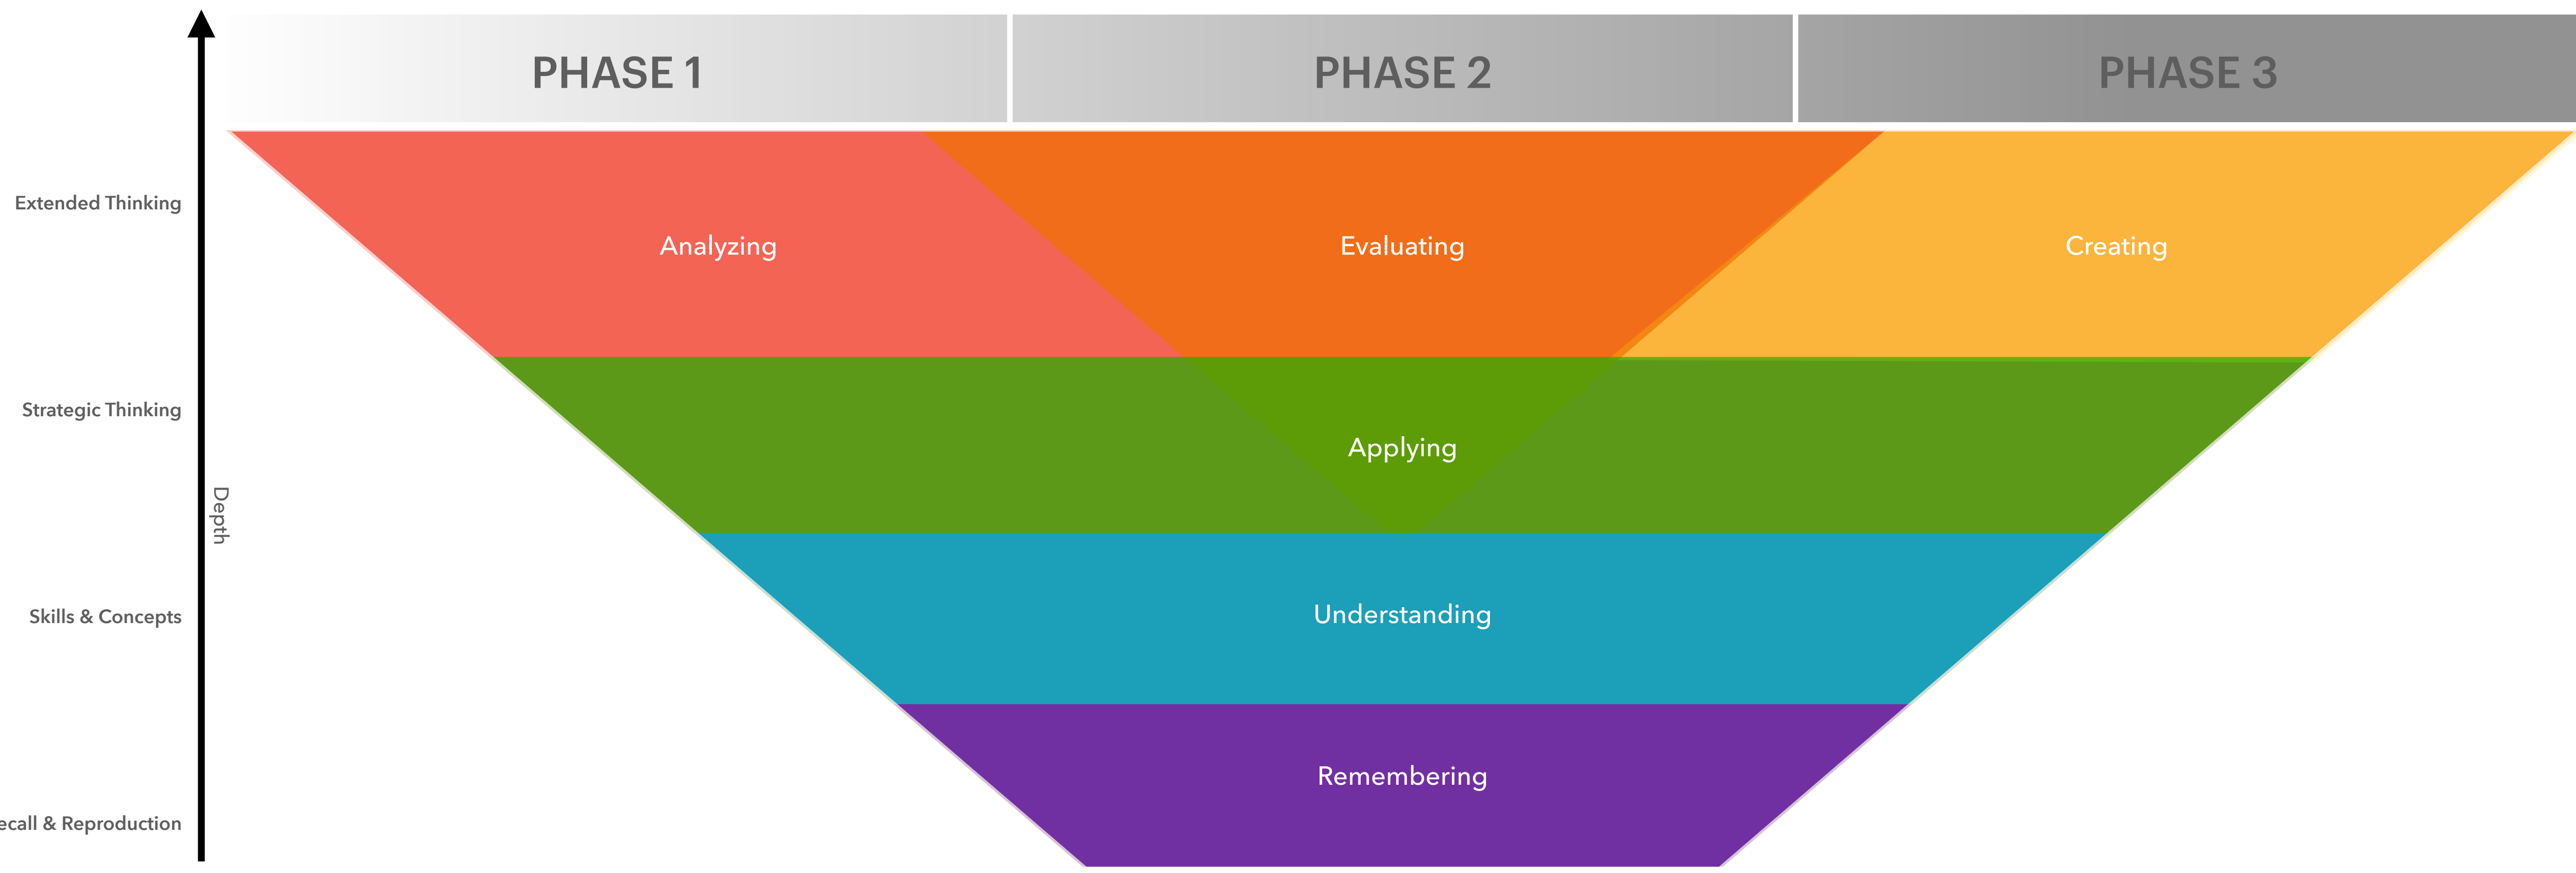 PHASE 1
PHASE 2
PHASE 3
Extended Thinking
Analyzing
Evaluating
Creating
Strategic Thinking
Applying
Depth
Skills & Concepts
Understanding
Remembering
ecall & Reproduction